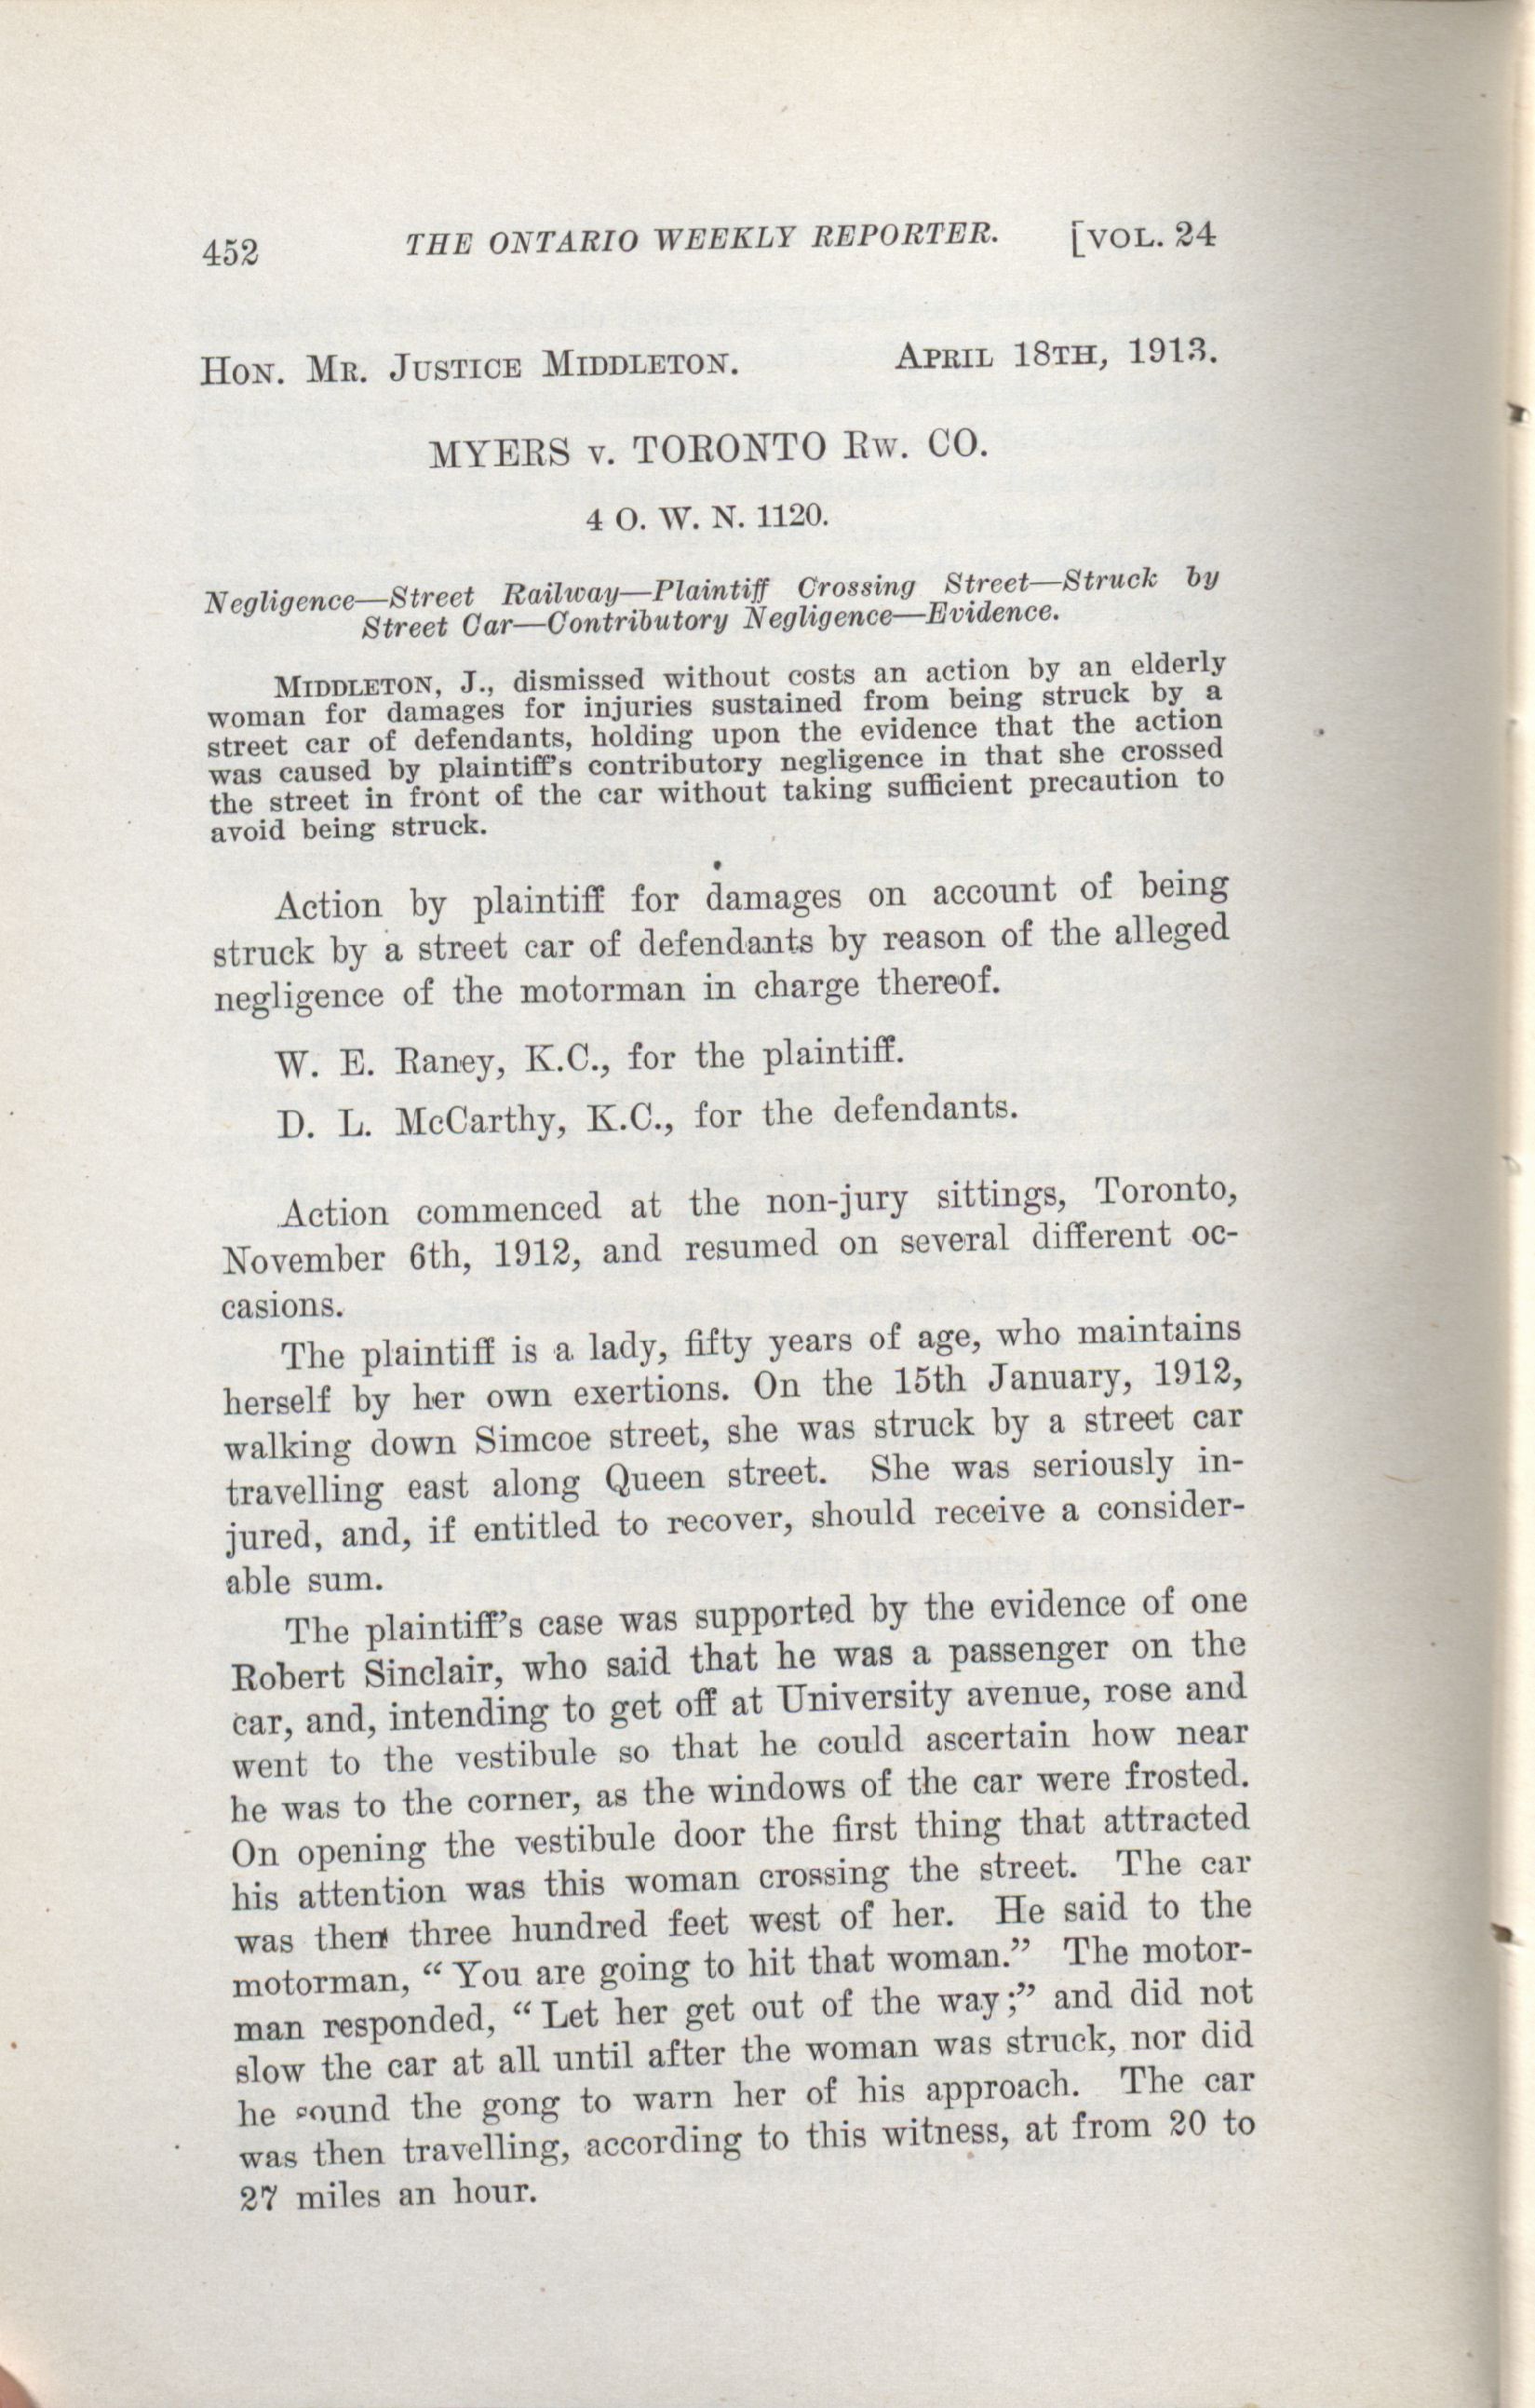 452 THE ONTARIO WEEKLY REPORTER. [VOL. 24
HON. MR. JUSTICE MIDDLETON. APRIL 18TH, 1913.
MYERS v. TORONTO RW. CO.
4 O. W. N. 1120.
Negligence—Street Railway—Plaintiff Crossing Street—Struck by
Street Car—Contributory Negligence—Evidence.
MIDDLETON, J., dismissed without costs an action by an elderly
woman for damages for injuries sustained from being struck by a
street car of defendants, holding upon the evidence that the action
was caused by plaintiff's contributory negligence in that she crossed
the street in front of the car without taking sufficient precaution to
avoid being struck.
Action by plaintiff for damages on account of being
struck by a street car of defendants by reason of the alleged
negligence of the motorman in charge thereof.
W. E. Raney, K.C., for the plaintiff.
D. L. McCarthy, K.C., for the defendants.
Action commenced at the non-jury sittings, Toronto,
November 6th, 1912, and resumed on several different oc-
casions.
The plaintiff is a lady, fifty years of age, who maintains
herself by her own exertions. On the 15th January, 1912,
walking down Simcoe street, she was struck by a street car
travelling east along Queen street. She was seriously in-
jured, and, if entitled to recover, should receive a consider-
able sum.
The plaintiff's case was supported by the evidence of one
Robert Sinclair, who said that he was a passenger on the
car, and, intending to get off at University avenue, rose and
went to the vestibule so that he could ascertain how near
he was to the corner, as the windows of the car were frosted.
On opening the vestibule door the first thing that attracted
his attention was this woman crossing the street. The car
was then three hundred feet west of her. He said to the
motorman, "You are going to hit that woman." The motor-
man responded, "Let her get out of the way;" and did not
slow the car at all until after the woman was struck, nor did
he sound the gong to warn her of his approach. The car
was then travelling, according to this witness, at from 20 to
27 miles an hour.